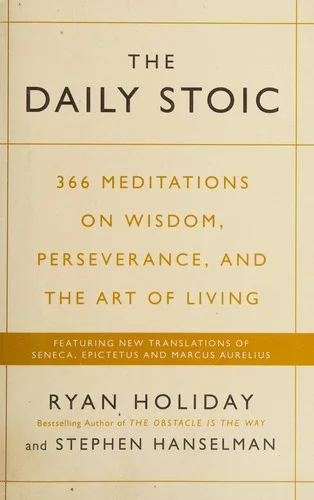 THE
DAILY STOIC
366 MEDITATIONS
ON WISDOM,
PERSEVERANCE, AND
THE ART OF LIVING
FEATURING NEW TRANSLATIONS OF
SENECA, EPICTETUS AND MARCUS AURELIUS
RYAN HOLIDAY
Bestselling Author of THE OBSTACLE IS THE WAY
and STEPHEN HANSELMAN